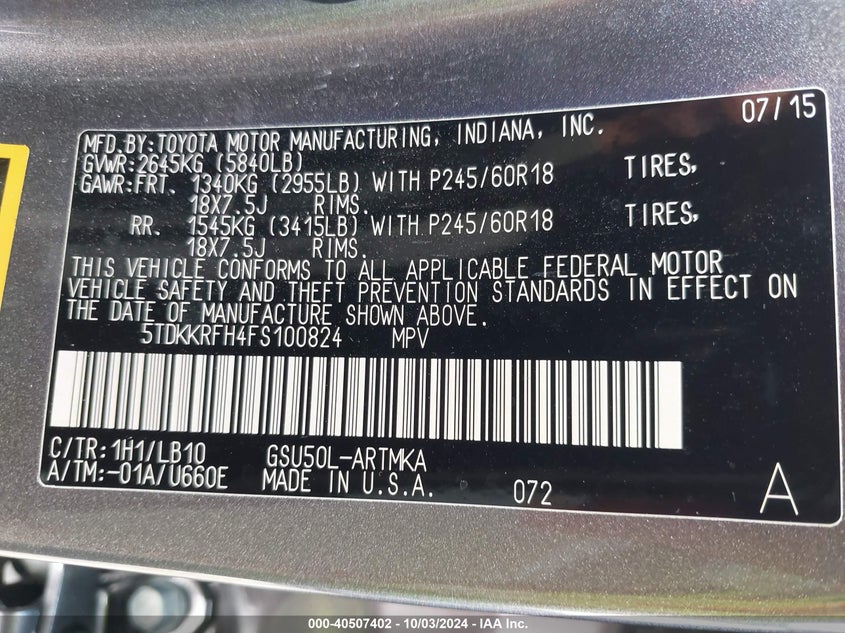 07/15
MFD.BY:TOYOTA MOTOR MANUFACTURING, INDIANA, INC.
GVWR:2645KG (5840LB)
GAWR:FRT. 1340KG (2955LB) WITH P245/60R18 TIRES,
18X7.5J RIMS.
RR. 1545KG (3415LB) WITH P245/60R18 TIRES,
18X7.5J RIMS.
THIS VEHICLE CONFORMS TO ALL APPLICABLE FEDERAL MOTOR
VEHICLE SAFETY AND THEFT PREVENTION STANDARDS IN EFFECT ON
THE DATE OF MANUFACTURE SHOWN ABOVE.
5TDKKRFH4FS100824 MPV
C/TR:1H1/LB10 GSU50L-ARTMKA
A/TM:-01A/U660E MADE IN U.S.A. 072 A
000-40507402 - 10/03/2024 - IAA Inc.